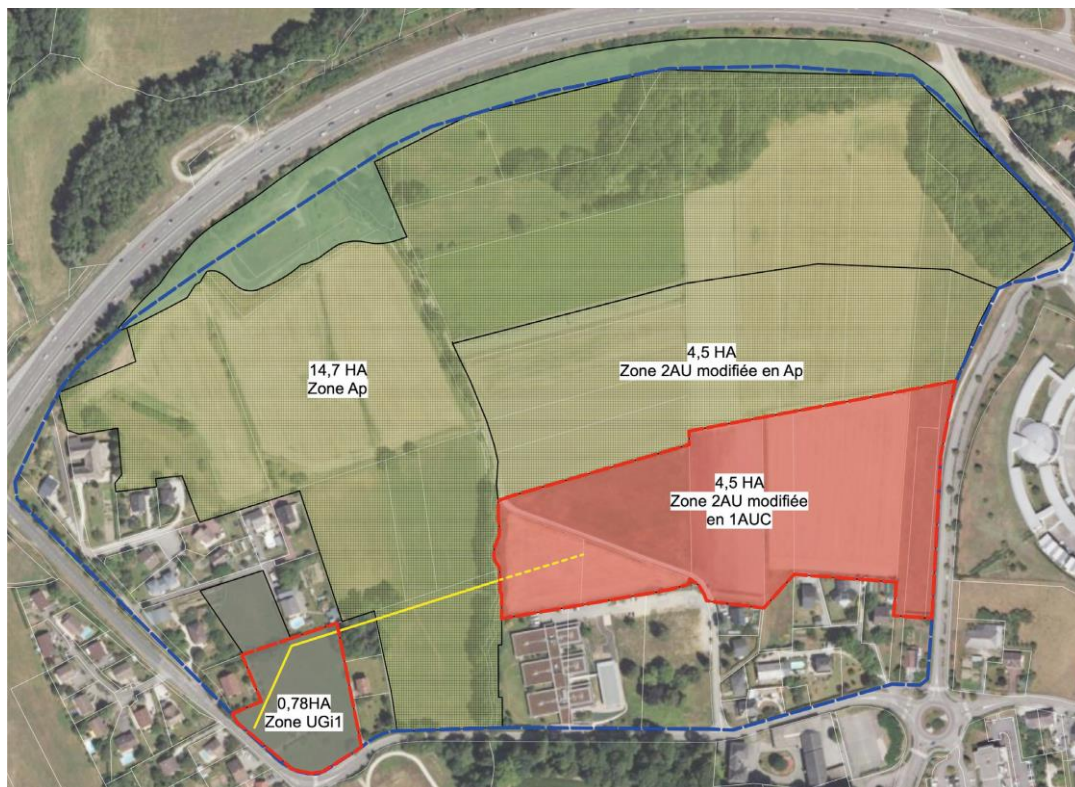 14,7 HA
Zone Ap
4,5 HA
Zone 2AU modifiée en Ap
4,5 HA
Zone 2AU modifiée
en 1AUC
0,78HA
Zone UGi1